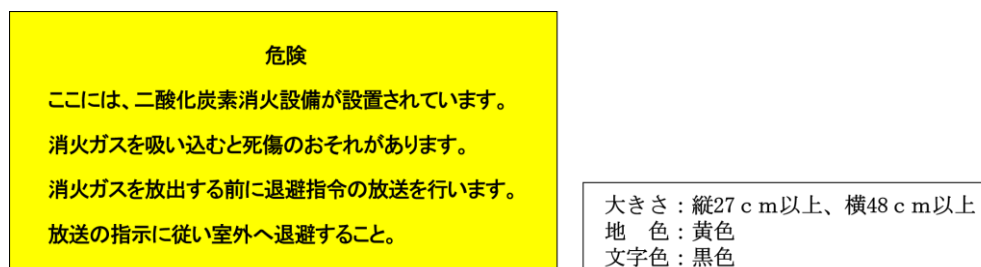 危険
ここには、二酸化炭素消火設備が設置されています。
消火ガスを吸い込むと死傷のおそれがあります。
消火ガスを放出する前に退避指令の放送を行います。
放送の指示に従い室外へ退避すること。
大きさ：縦27ｃｍ以上、横48ｃｍ以上
地　色：黄色
文字色：黒色